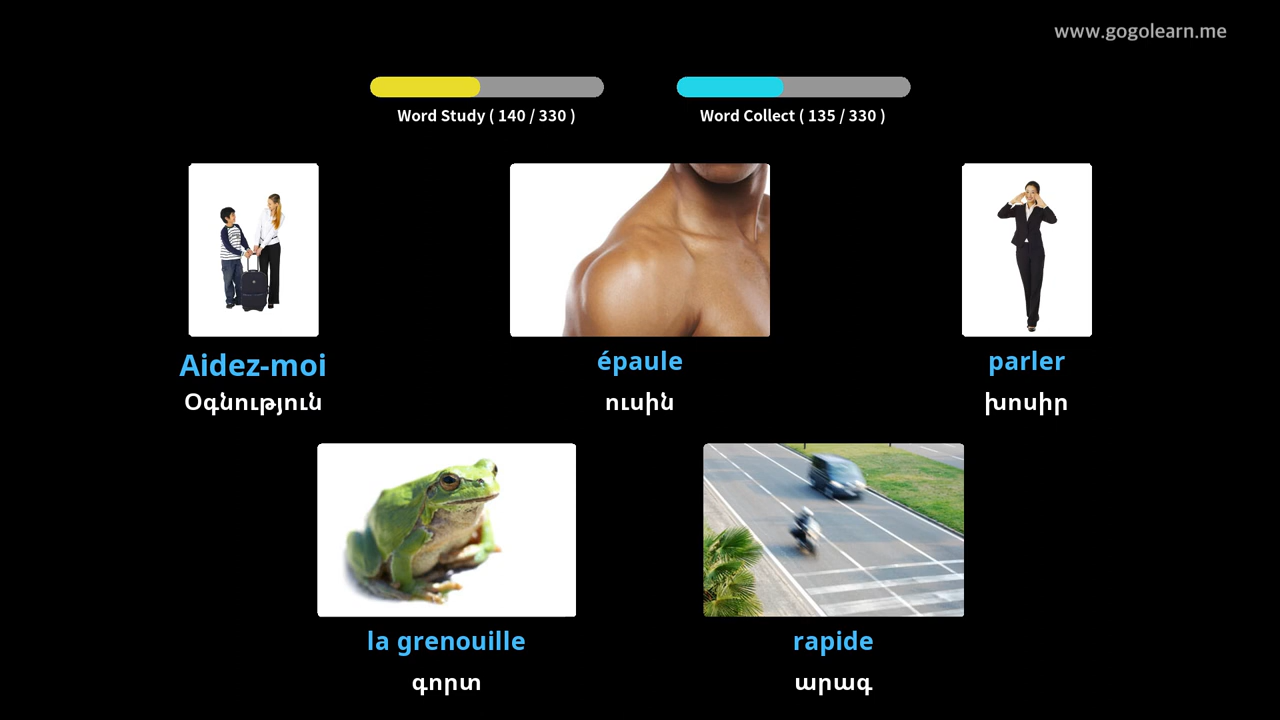 www.gogolearn.me
Word Study ( 140 / 330 )
Word Collect ( 135 / 330 )
Aidez-moi
Օգնություն
épaule
ուսին
parler
խոսիր
la grenouille
գորտ
rapide
արագ